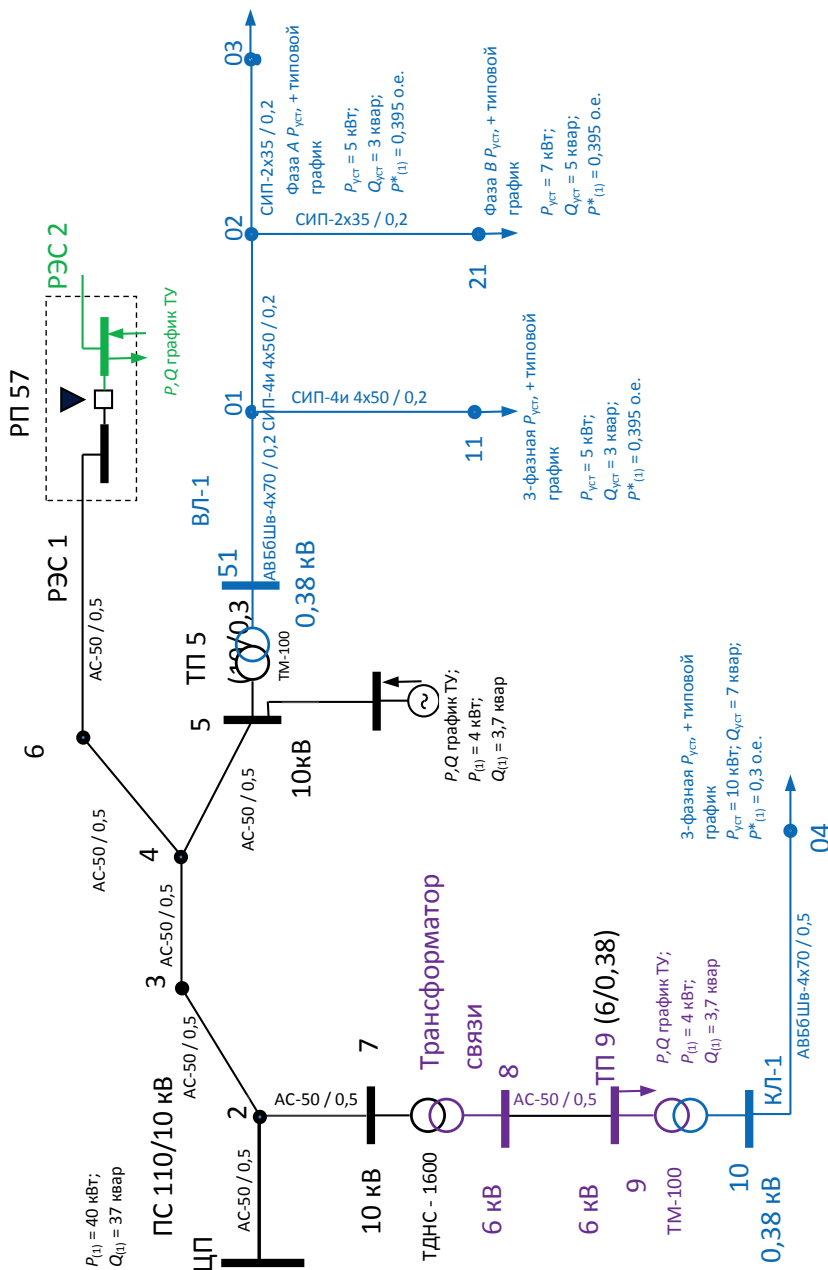 P(1) = 40 кВт;
Q(1) = 37 квар
ПС 110/10 кВ
ЦП
АС-50 / 0,5
2
АС-50 / 0,5
3
АС-50 / 0,5
4
АС-50 / 0,5
6
АС-50 / 0,5
РЭС 1
РП 57
РЭС 2
P,Q график ТУ
АС-50 / 0,5
5
10кВ
ТП 5
(10/0,3
ТМ-100
51
0,38 кВ
ВЛ-1
АВБбШв-4х70 / 0,2
01
СИП-4и 4х50 / 0,2
02
СИП-2х35 / 0,2
03
Фаза А Pуст, + типовой
график
Pуст = 5 кВт;
Qуст = 3 квар;
P*(1) = 0,395 о.е.
СИП-4и 4х50 / 0,2
11
3-фазная Pуст, + типовой
график
Pуст = 5 кВт;
Qуст = 3 квар;
P*(1) = 0,395 о.е.
СИП-2х35 / 0,2
21
Фаза В Pуст, + типовой
график
Pуст = 7 кВт;
Qуст = 5 квар;
P*(1) = 0,395 о.е.
P,Q график ТУ;
P(1) = 4 кВт;
Q(1) = 3,7 квар
АС-50 / 0,5
7
10 кВ
ТДНС - 1600
Трансформатор
связи
8
6 кВ
АС-50 / 0,5
ТП 9 (6/0,38)
6 кВ
9
P,Q график ТУ;
P(1) = 4 кВт;
Q(1) = 3,7 квар
ТМ-100
10
0,38 кВ
КЛ-1
АВБбШв-4х70 / 0,5
04
3-фазная Pуст, + типовой
график
Pуст = 10 кВт; Qуст = 7 квар;
P*(1) = 0,3 о.е.